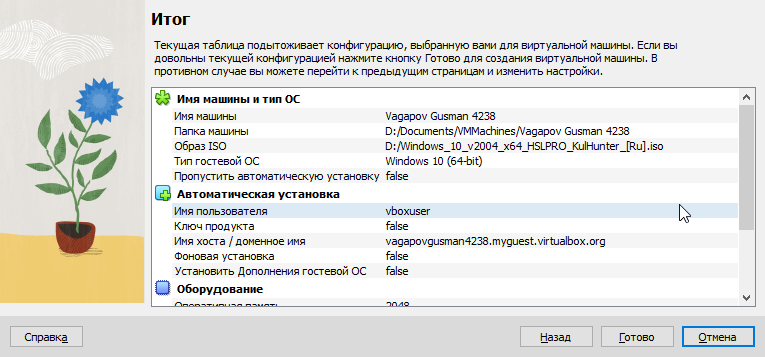 Итог
Текущая таблица подытоживает конфигурацию, выбранную вами для виртуальной машины. Если вы
довольны текущей конфигурацией нажмите кнопку Готово для создания виртуальной машины. В
противном случае вы можете перейти к предыдущим страницам и изменить настройки.
Имя машины и тип ОС
Имя машины Vagapov Gusman 4238
Папка машины D:/Documents/VMMachines/Vagapov Gusman 4238
Образ ISO D:/Windows_10_v2004_x64_HSLPRO_KulHunter_[Ru].iso
Тип гостевой ОС Windows 10 (64-bit)
Пропустить автоматическую установку false
Автоматическая установка
Имя пользователя vboxuser
Ключ продукта false
Имя хоста / доменное имя vagapovgusman4238.myguest.virtualbox.org
Фоновая установка false
Установить Дополнения гостевой ОС false
Оборудование
Оперативная память 2048
Справка Назад Готово Отмена